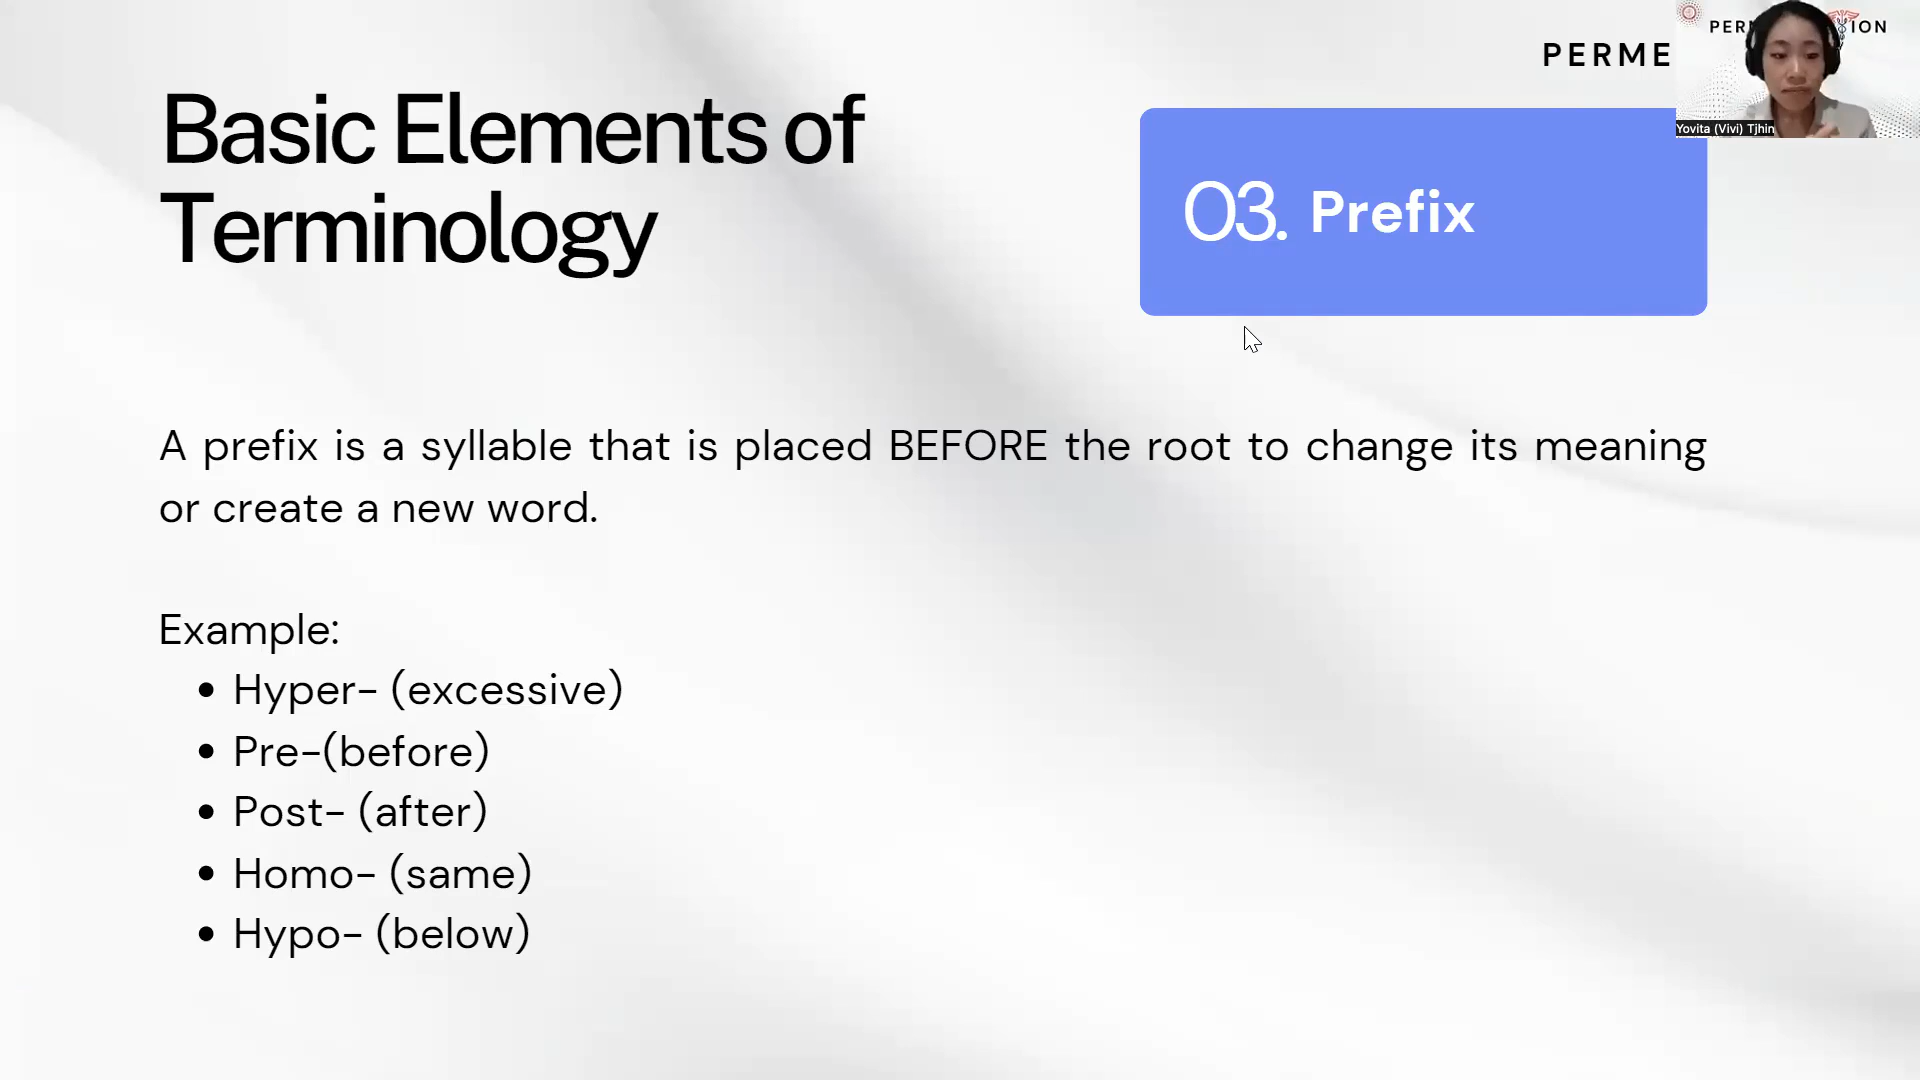 PERME
Basic Elements of
Terminology
03. Prefix
Yovita (Vivi) Tjhin
A prefix is a syllable that is placed BEFORE the root to change its meaning
or create a new word.
Example:
• Hyper- (excessive)
• Pre-(before)
• Post- (after)
• Homo- (same)
• Hypo- (below)